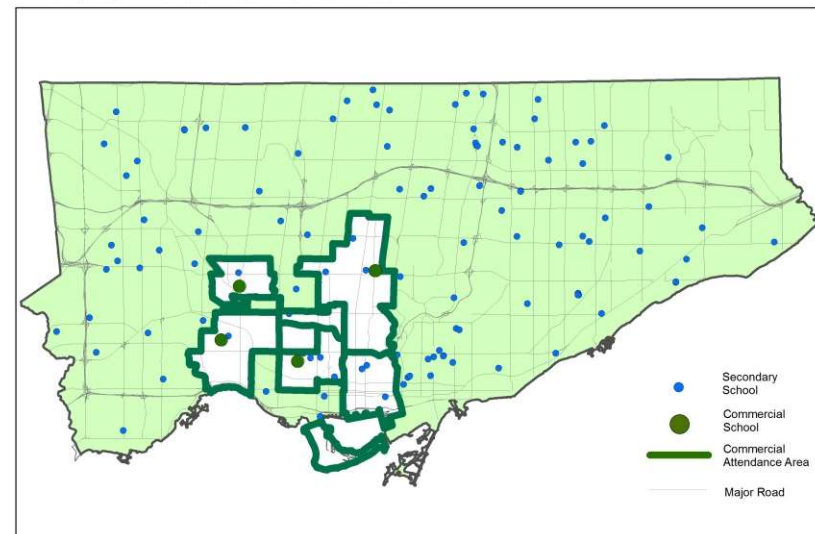 Secondary
School
Commercial
School
Commercial
Attendance Area
Major Road